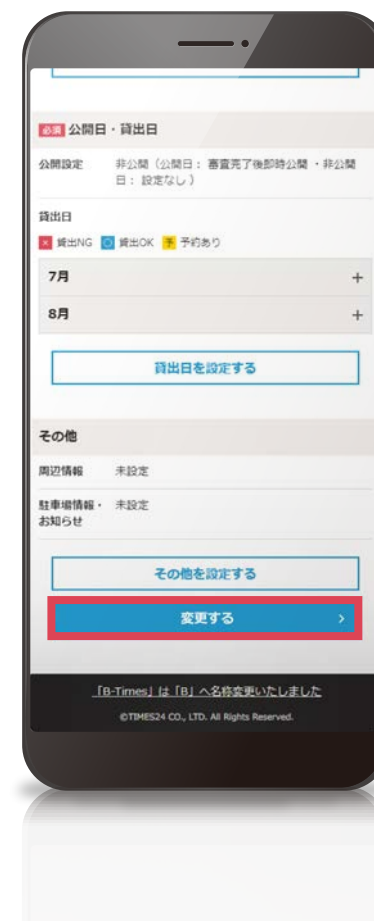 必須 公開日・貸出日
公開設定 非公開（公開日： 審査完了後即時公開 ・非公開
日： 設定なし ）
貸出日
× 貸出NG 〇 貸出OK 予 予約あり
7月 +
8月 +
貸出日を設定する
その他
周辺情報 未設定
駐車場情報・ 未設定
お知らせ
その他を設定する
変更する >
「B-Times」は「B」へ名称変更いたしました
©TIMES24 CO., LTD. All Rights Reserved.